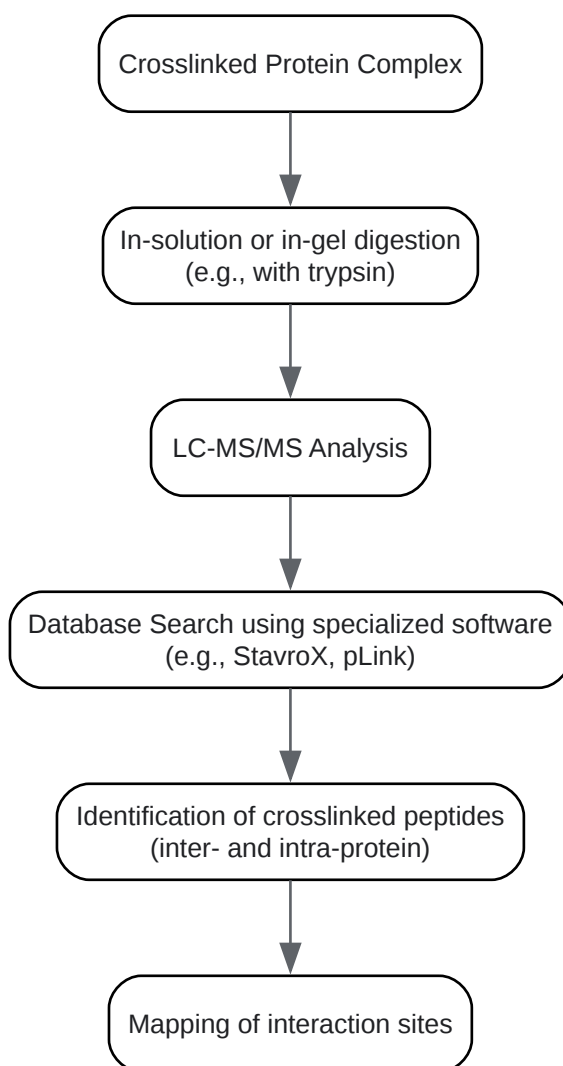 Crosslinked Protein Complex
In-solution or in-gel digestion
(e.g., with trypsin)
LC-MS/MS Analysis
Database Search using specialized software
(e.g., StavroX, pLink)
Identification of crosslinked peptides
(inter- and intra-protein)
Mapping of interaction sites